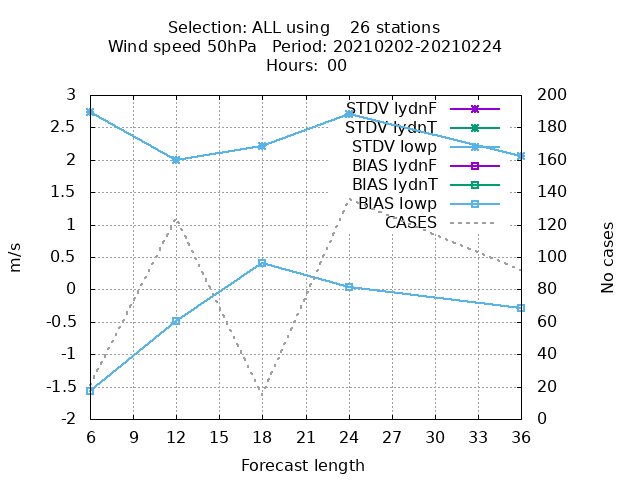 Selection: ALL using    26 stations
Wind speed 50hPa   Period: 20210202-20210224
Hours: 00
3
2.5
2
1.5
1
0.5
0
-0.5
-1
-1.5
-2
m/s
STDV lydnF
STDV lydnT
STDV lowp
BIAS lydnF
BIAS lydnT
BIAS lowp
CASES
200
180
160
140
120
100
80
60
40
20
0
No cases
6 9 12 15 18 21 24 27 30 33 36
Forecast length